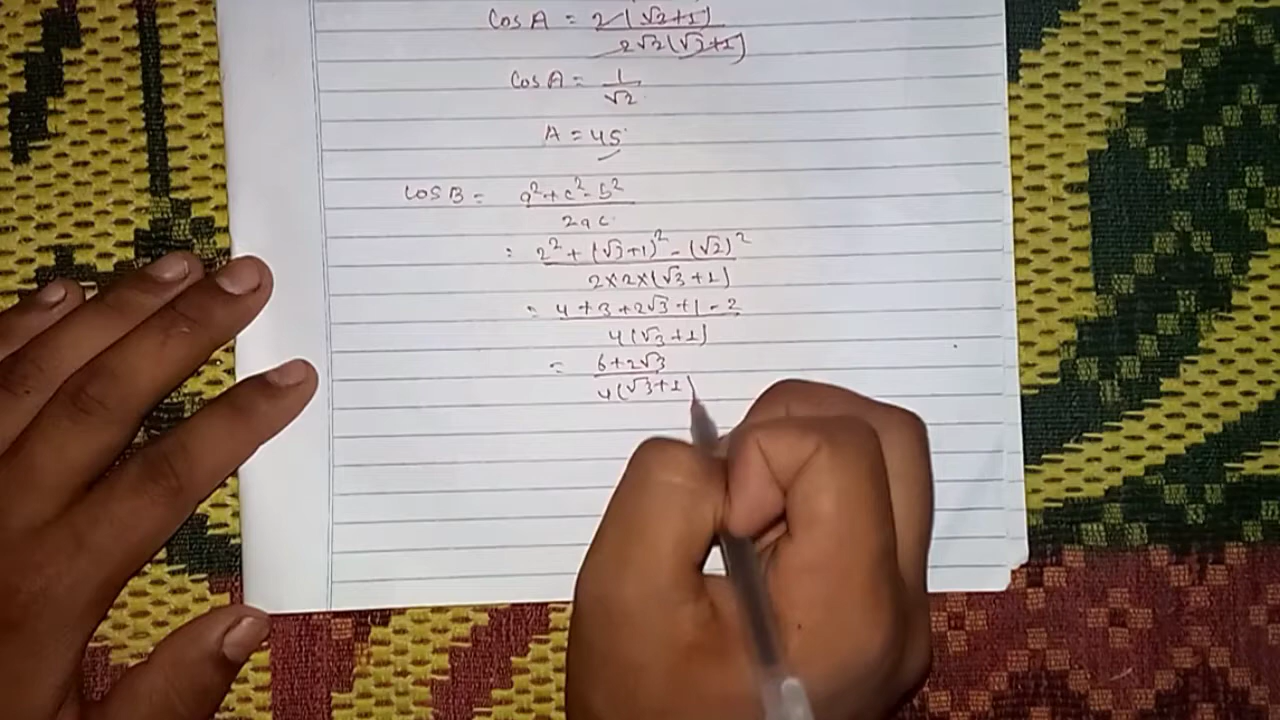 Cos A = 2(√2+1)
2√2(√3+1)
Cos A = 1
√2
A = 45°
Cos B = a²+c²-b²
2ac
= 2² + (√3+1)² - (√2)²
2×2×(√3+1)
= 4+3+2√3+1-2
4(√3+1)
= 6+2√3
4(√3+1)